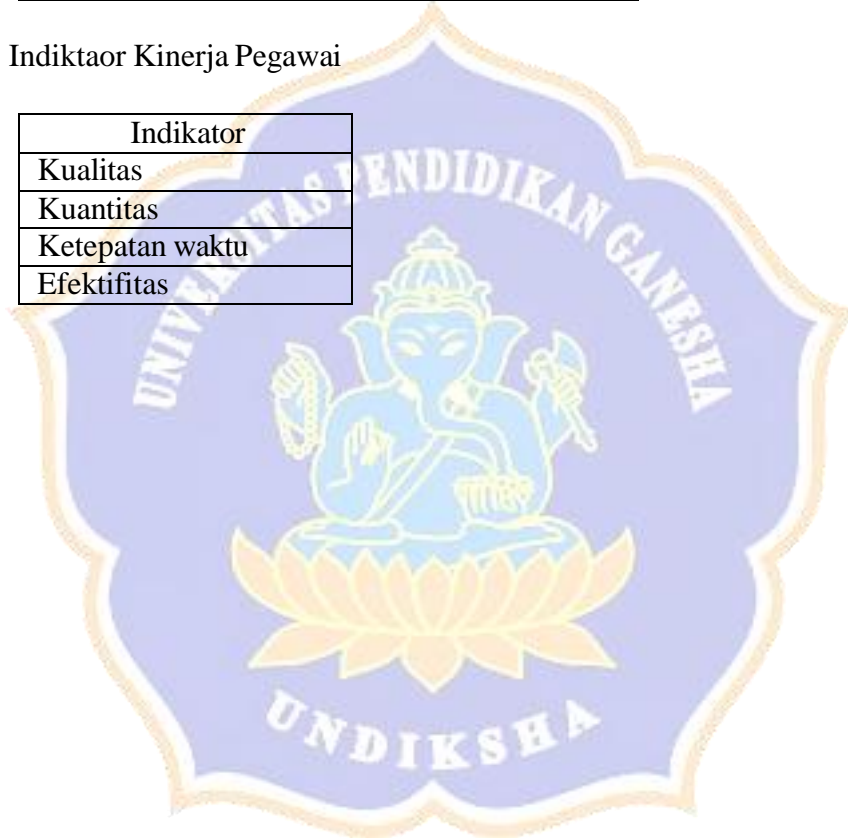 Indiktaor Kinerja Pegawai
Indikator
Kualitas
Kuantitas
Ketepatan waktu
Efektifitas
UNIVERSITAS PENDIDIKAN GANESHA
UNDIKSHA